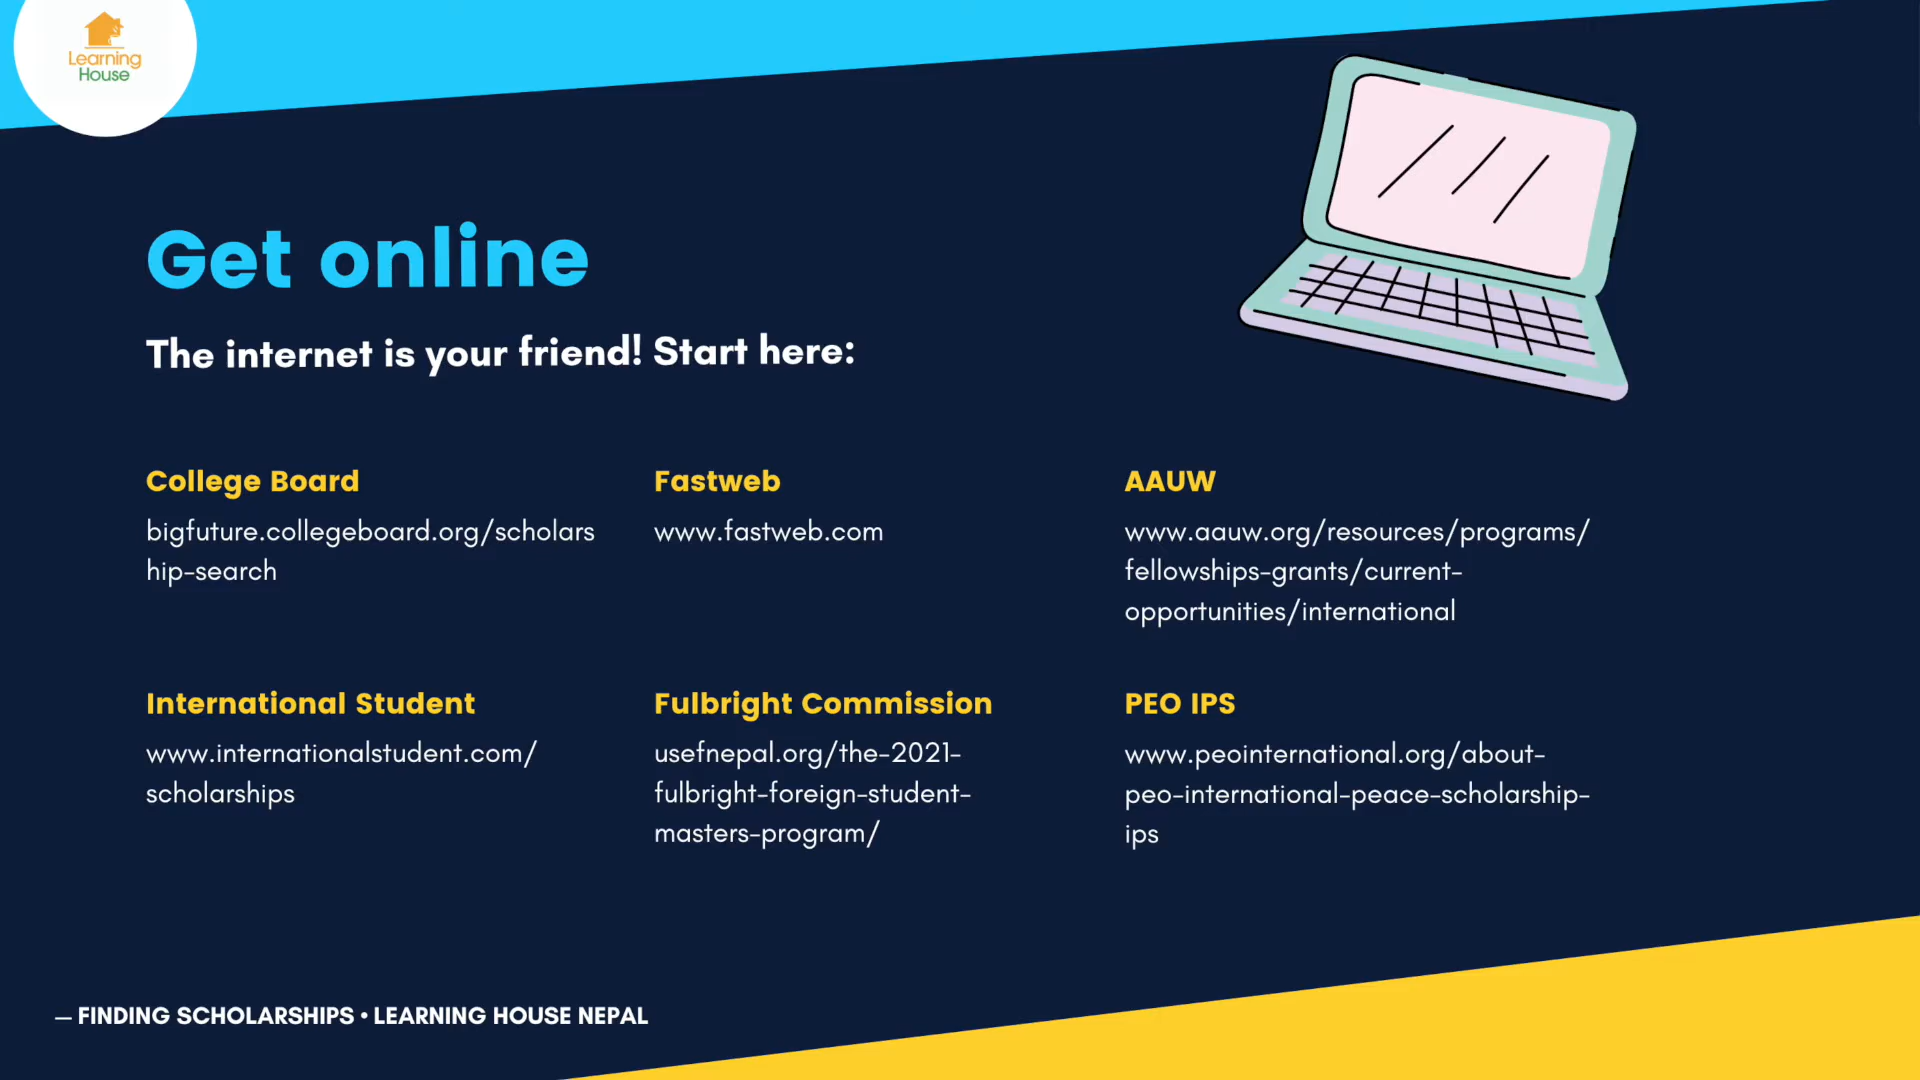 Learning
House
Get online
The internet is your friend! Start here:
College Board
bigfuture.collegeboard.org/scholars
hip-search
Fastweb
www.fastweb.com
AAUW
www.aauw.org/resources/programs/
fellowships-grants/current-
opportunities/international
International Student
www.internationalstudent.com/
scholarships
Fulbright Commission
usefnepal.org/the-2021-
fulbright-foreign-student-
masters-program/
PEO IPS
www.peointernational.org/about-
peo-international-peace-scholarship-
ips
— FINDING SCHOLARSHIPS • LEARNING HOUSE NEPAL